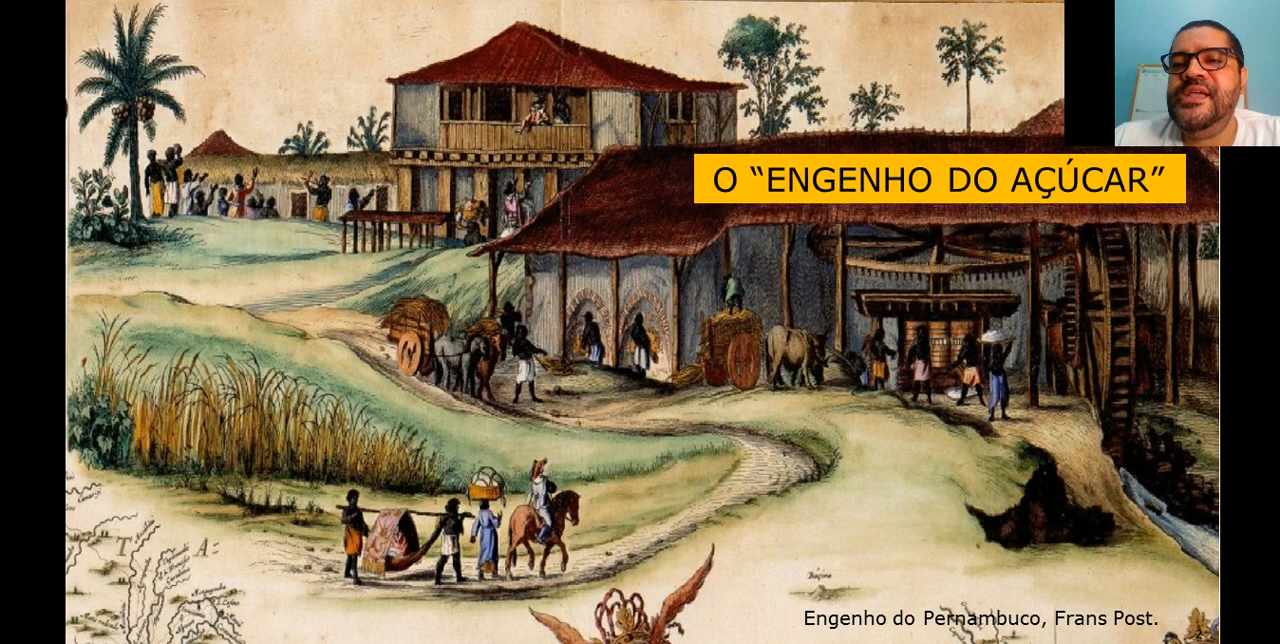 O “ENGENHO DO AÇÚCAR”
Engenho do Pernambuco, Frans Post.